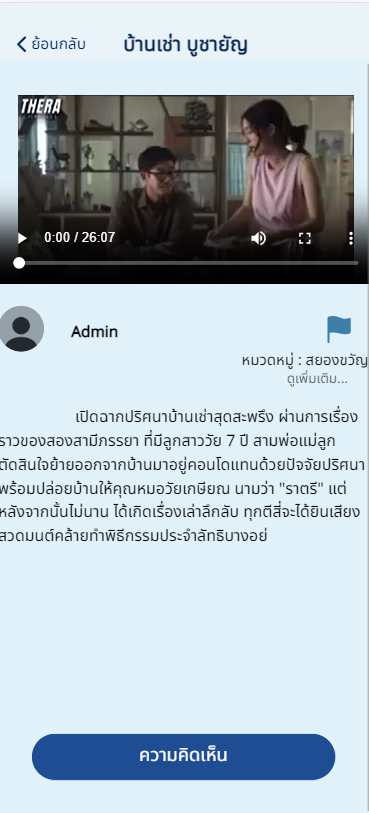 ย้อนกลับ บ้านเช่า บูชายัญ
THERA
0:00 / 26:07
Admin
หมวดหมู่ : สยองขวัญ
ดูเพิ่มเติม...
เปิดฉากปริศนาบ้านเช่าสุดสะพรึง ผ่านการเรื่อง
ราวของสองสามีภรรยา ที่มีลูกสาววัย 7 ปี สามพ่อแม่ลูก
ตัดสินใจย้ายออกจากบ้านมาอยู่คอนโดแทนด้วยปัจจัยปริศนา
พร้อมปล่อยบ้านให้คุณหมอวัยเกษียณ นามว่า "ราตรี" แต่
หลังจากนั้นไม่นาน ได้เกิดเรื่องเล่าลึกลับ ทุกตีสี่จะได้ยินเสียง
สวดมนต์คล้ายทำพิธีกรรมประจำลัทธิบางอย่
ความคิดเห็น